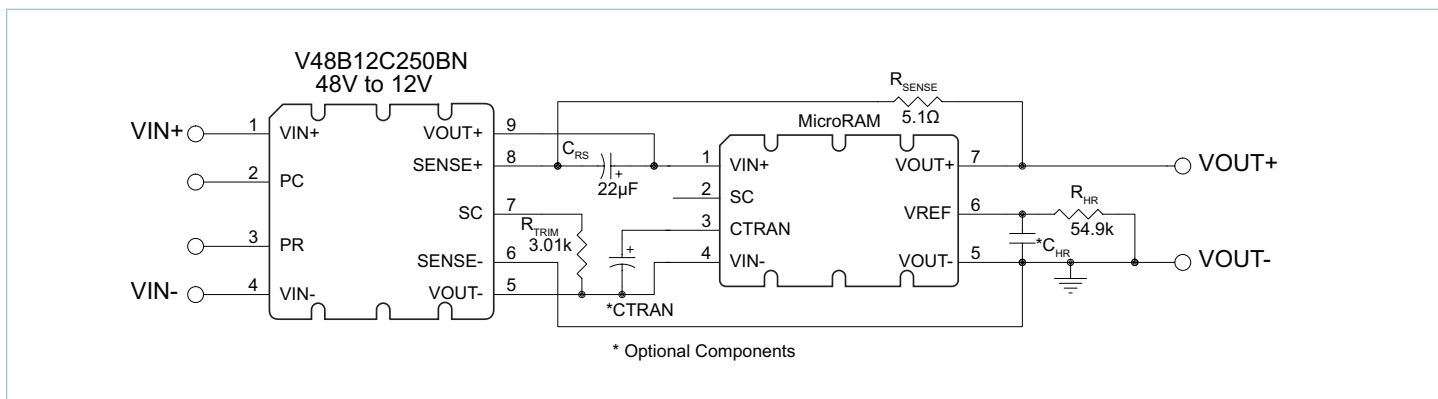 V48B12C250BN
48V to 12V
VIN+
1
VIN+
PC
2
PR
3
VIN-
4
VIN-
VOUT+
9
SENSE+
8
SC
7
SENSE-
6
VOUT-
5
C_RS
+
22µF
R_TRIM
3.01k
+
*CTRAN
R_SENSE
5.1Ω
MicroRAM
1
VIN+
2
SC
3
CTRAN
4
VIN-
VOUT+
7
VREF
6
VOUT-
5
R_HR
54.9k
*C_HR
VOUT+
VOUT-
* Optional Components